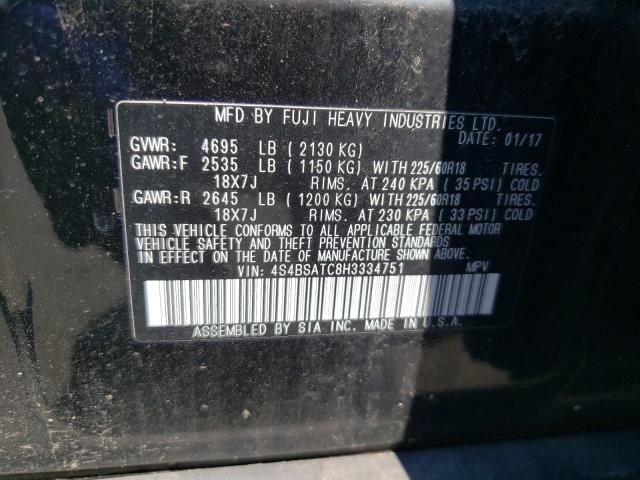 MFD BY FUJI HEAVY INDUSTRIES LTD.
DATE: 01/17
GVWR: 4695 LB ( 2130 KG)
GAWR:F 2535 LB ( 1150 KG) WITH 225/60R18 TIRES.
18X7J RIMS. AT 240 KPA ( 35 PSI) COLD
GAWR:R 2645 LB ( 1200 KG) WITH 225/60R18 TIRES.
18X7J RIMS. AT 230 KPA ( 33 PSI) COLD
THIS VEHICLE CONFORMS TO ALL APPLICABLE FEDERAL MOTOR
VEHICLE SAFETY AND THEFT PREVENTION STANDARDS
IN EFFECT ON THE DATE OF MANUFACTURE SHOWN ABOVE.
VIN: 4S4BSATC8H3334751 MPV
ASSEMBLED BY SIA INC. MADE IN U.S.A.